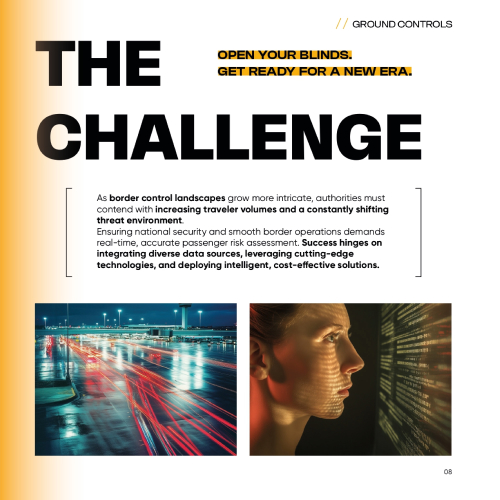 // GROUND CONTROLS
THE
CHALLENGE
OPEN YOUR BLINDS.
GET READY FOR A NEW ERA.
As border control landscapes grow more intricate, authorities must
contend with increasing traveler volumes and a constantly shifting
threat environment.
Ensuring national security and smooth border operations demands
real-time, accurate passenger risk assessment. Success hinges on
integrating diverse data sources, leveraging cutting-edge
technologies, and deploying intelligent, cost-effective solutions.
08